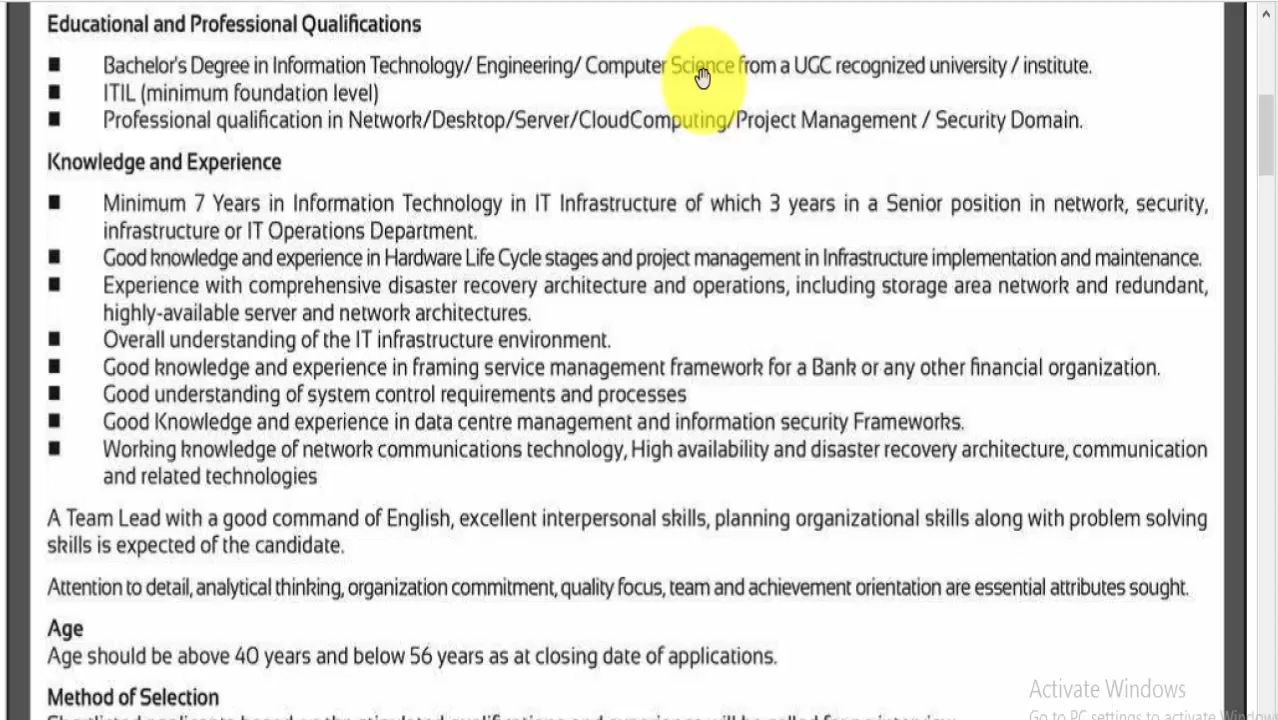 Educational and Professional Qualifications
■ Bachelor's Degree in Information Technology/ Engineering/ Computer Science from a UGC recognized university / institute.
■ ITIL (minimum foundation level)
■ Professional qualification in Network/Desktop/Server/CloudComputing/Project Management / Security Domain.
Knowledge and Experience
■ Minimum 7 Years in Information Technology in IT Infrastructure of which 3 years in a Senior position in network, security,
infrastructure or IT Operations Department.
■ Good knowledge and experience in Hardware Life Cycle stages and project management in Infrastructure implementation and maintenance.
■ Experience with comprehensive disaster recovery architecture and operations, including storage area network and redundant,
highly-available server and network architectures.
■ Overall understanding of the IT infrastructure environment.
■ Good knowledge and experience in framing service management framework for a Bank or any other financial organization.
■ Good understanding of system control requirements and processes
■ Good Knowledge and experience in data centre management and information security Frameworks.
■ Working knowledge of network communications technology, High availability and disaster recovery architecture, communication
and related technologies
A Team Lead with a good command of English, excellent interpersonal skills, planning organizational skills along with problem solving
skills is expected of the candidate.
Attention to detail, analytical thinking, organization commitment, quality focus, team and achievement orientation are essential attributes sought.
Age
Age should be above 40 years and below 56 years as at closing date of applications.
Method of Selection
Activate Windows
Go to PC settings to activate Windows